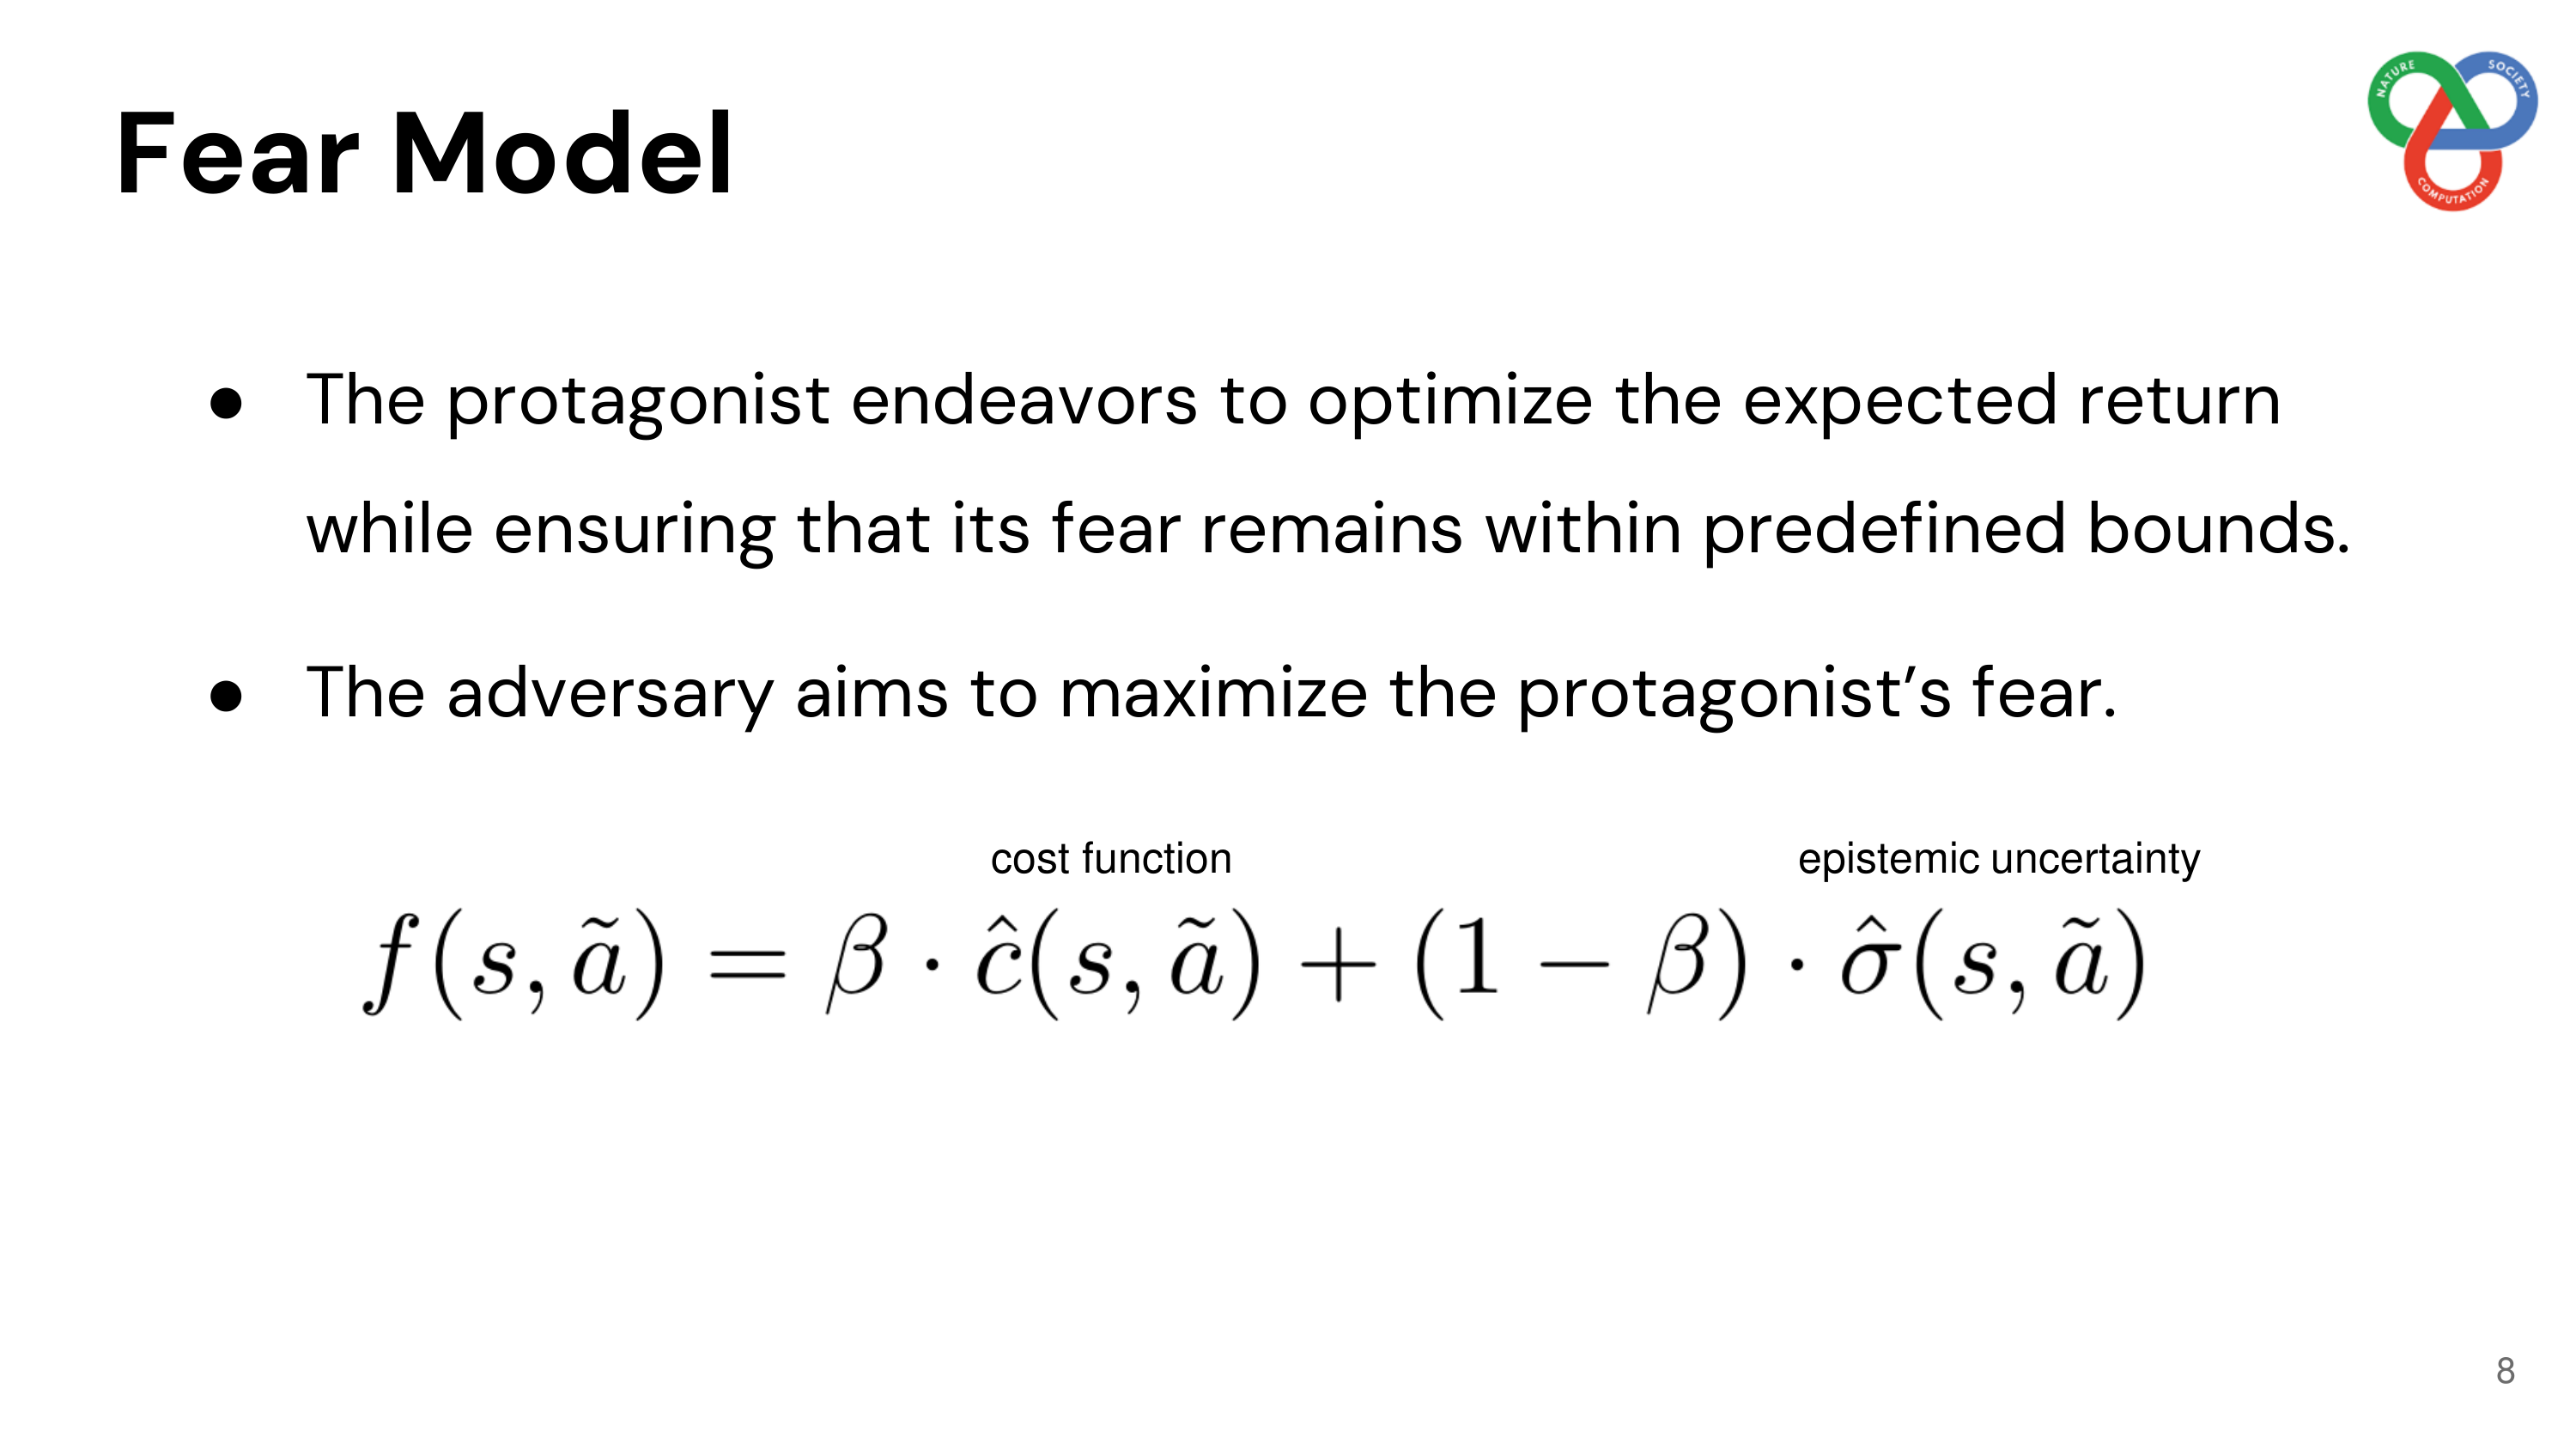 Fear Model
NATURE
SOCIETY
COMPUTATION
● The protagonist endeavors to optimize the expected return
while ensuring that its fear remains within predefined bounds.
● The adversary aims to maximize the protagonist’s fear.
cost function
epistemic uncertainty
f(s, ã) = β · ĉ(s, ã) + (1 − β) · σ̂(s, ã)
8